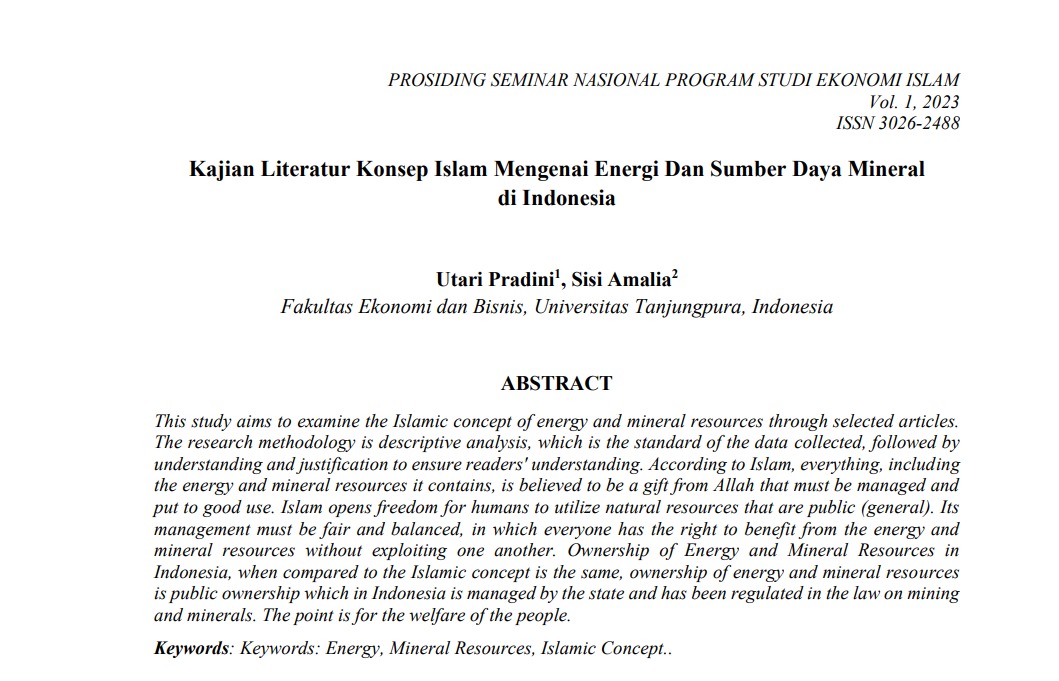 PROSIDING SEMINAR NASIONAL PROGRAM STUDI EKONOMI ISLAM
Vol. 1, 2023
ISSN 3026-2488
Kajian Literatur Konsep Islam Mengenai Energi Dan Sumber Daya Mineral
di Indonesia
Utari Pradini¹, Sisi Amalia²
Fakultas Ekonomi dan Bisnis, Universitas Tanjungpura, Indonesia
ABSTRACT
This study aims to examine the Islamic concept of energy and mineral resources through selected articles.
The research methodology is descriptive analysis, which is the standard of the data collected, followed by
understanding and justification to ensure readers' understanding. According to Islam, everything, including
the energy and mineral resources it contains, is believed to be a gift from Allah that must be managed and
put to good use. Islam opens freedom for humans to utilize natural resources that are public (general). Its
management must be fair and balanced, in which everyone has the right to benefit from the energy and
mineral resources without exploiting one another. Ownership of Energy and Mineral Resources in
Indonesia, when compared to the Islamic concept is the same, ownership of energy and mineral resources
is public ownership which in Indonesia is managed by the state and has been regulated in the law on mining
and minerals. The point is for the welfare of the people.
Keywords: Keywords: Energy, Mineral Resources, Islamic Concept..